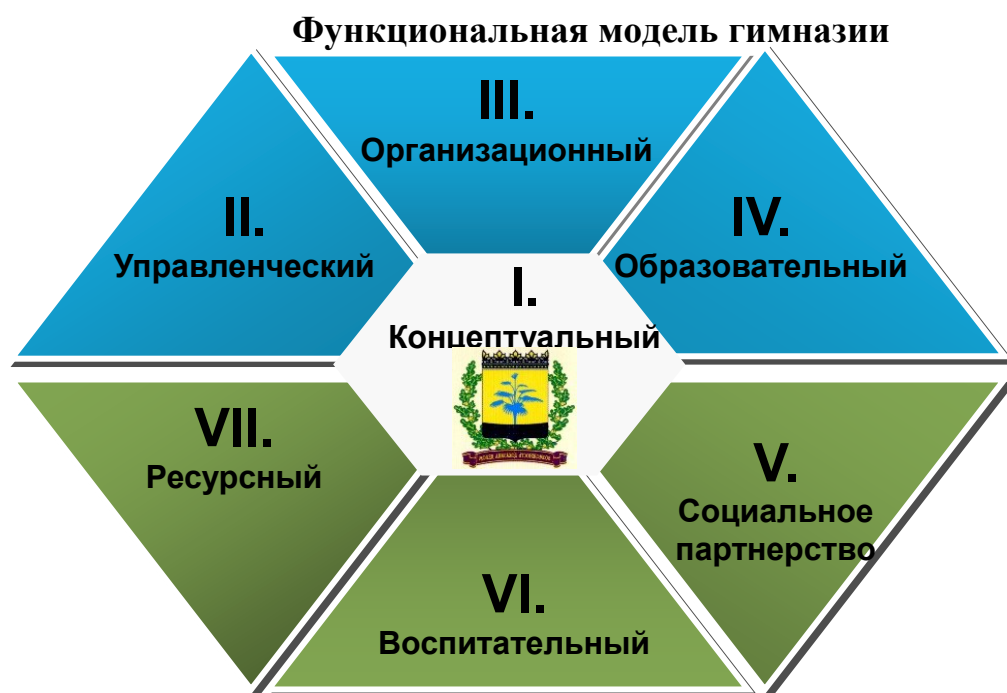 Функциональная модель гимназии
III.
Организационный
II.
Управленческий
IV.
Образовательный
I.
Концептуальный
VII.
Ресурсный
V.
Социальное
партнерство
VI.
Воспитательный